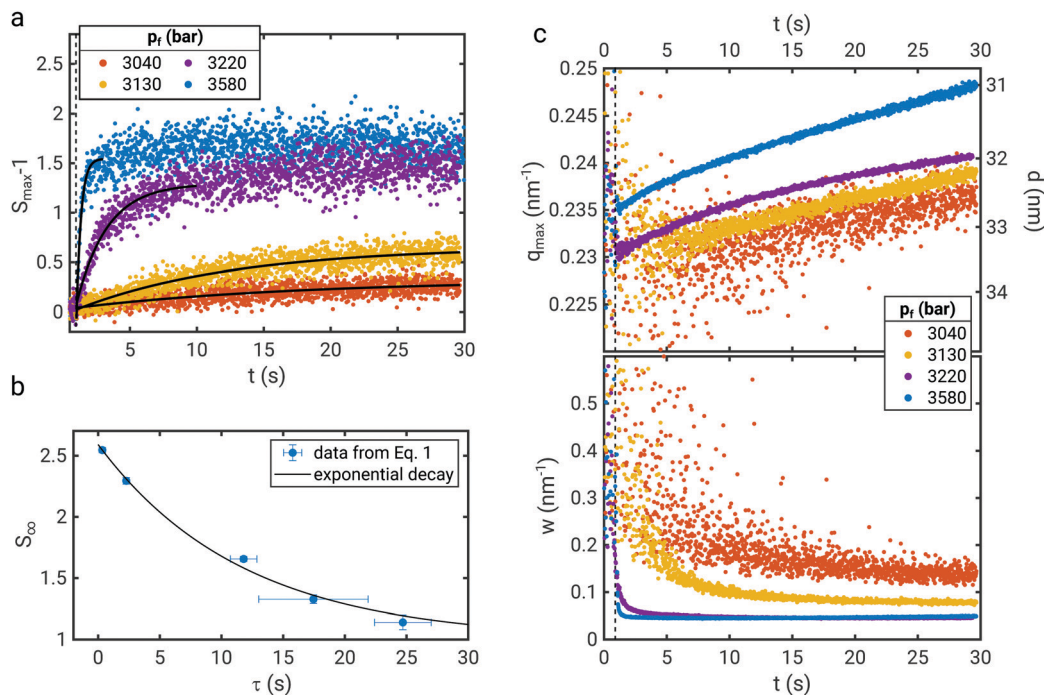 a
p_f (bar)
3040 3220
3130 3580
2.5
2
1.5
1
0.5
0
S_max-1
5 10 15 20 25 30
t (s)
b
data from Eq. 1
exponential decay
2.5
2
1.5
1
S_∞
0 5 10 15 20 25 30
τ (s)
c
t (s)
0 5 10 15 20 25 30
0.25
0.245
0.24
0.235
0.23
0.225
q_max (nm⁻¹)
31
32
33
34
d (nm)
p_f (bar)
3040
3130
3220
3580
0.5
0.4
0.3
0.2
0.1
0
w (nm⁻¹)
0 5 10 15 20 25 30
t (s)